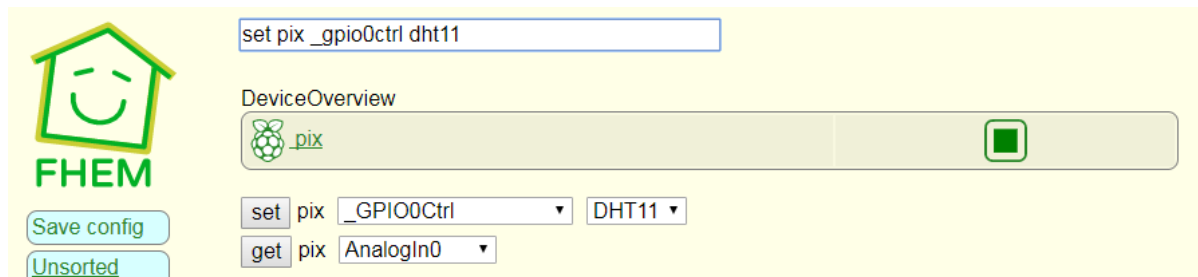 set pix _gpio0ctrl dht11
DeviceOverview
pix
FHEM
set pix _GPIO0Ctrl DHT11
Save config
get pix AnalogIn0
Unsorted